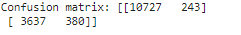 Confusion matrix: [[10727   243]
 [ 3637   380]]